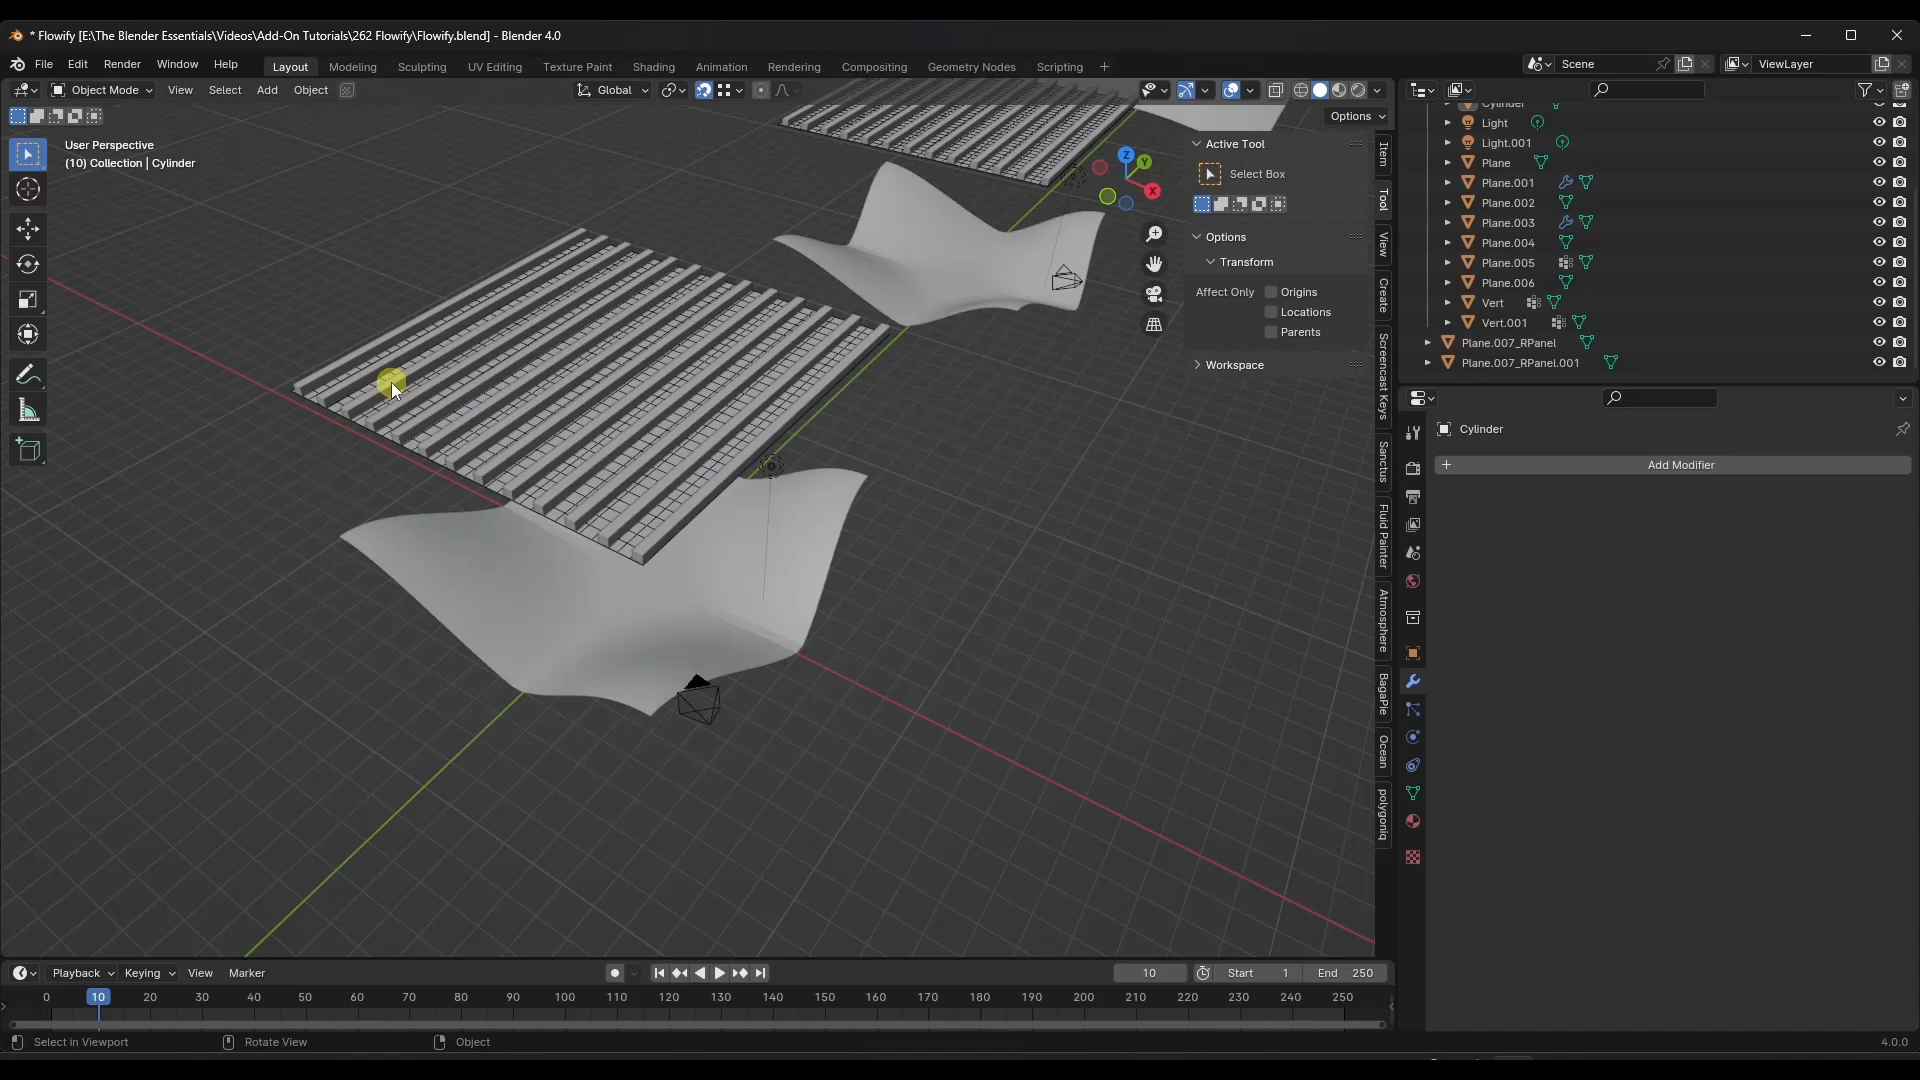 * Flowify [E:\The Blender Essentials\Videos\Add-On Tutorials\262 Flowify\Flowify.blend] - Blender 4.0
File Edit Render Window Help Layout Modeling Sculpting UV Editing Texture Paint Shading Animation Rendering Compositing Geometry Nodes Scripting + Scene ViewLayer
Object Mode View Select Add Object Global
Options
User Perspective
(10) Collection | Cylinder
Active Tool
Select Box
Options
Transform
Affect Only Origins
Locations
Parents
Workspace
Item
Tool
View
Create
Screencast Keys
Sanctus
Fluid Painter
Atmosphere
BagaPie
Ocean
polygoniq
Z
Y
X
Cylinder
Light
Light.001
Plane
Plane.001
Plane.002
Plane.003
Plane.004
Plane.005
Plane.006
Vert
Vert.001
Plane.007_RPanel
Plane.007_RPanel.001
Cylinder
+ Add Modifier
Playback Keying View Marker 10 Start 1 End 250
0 10 20 30 40 50 60 70 80 90 100 110 120 130 140 150 160 170 180 190 200 210 220 230 240 250
Select in Viewport Rotate View Object 4.0.0